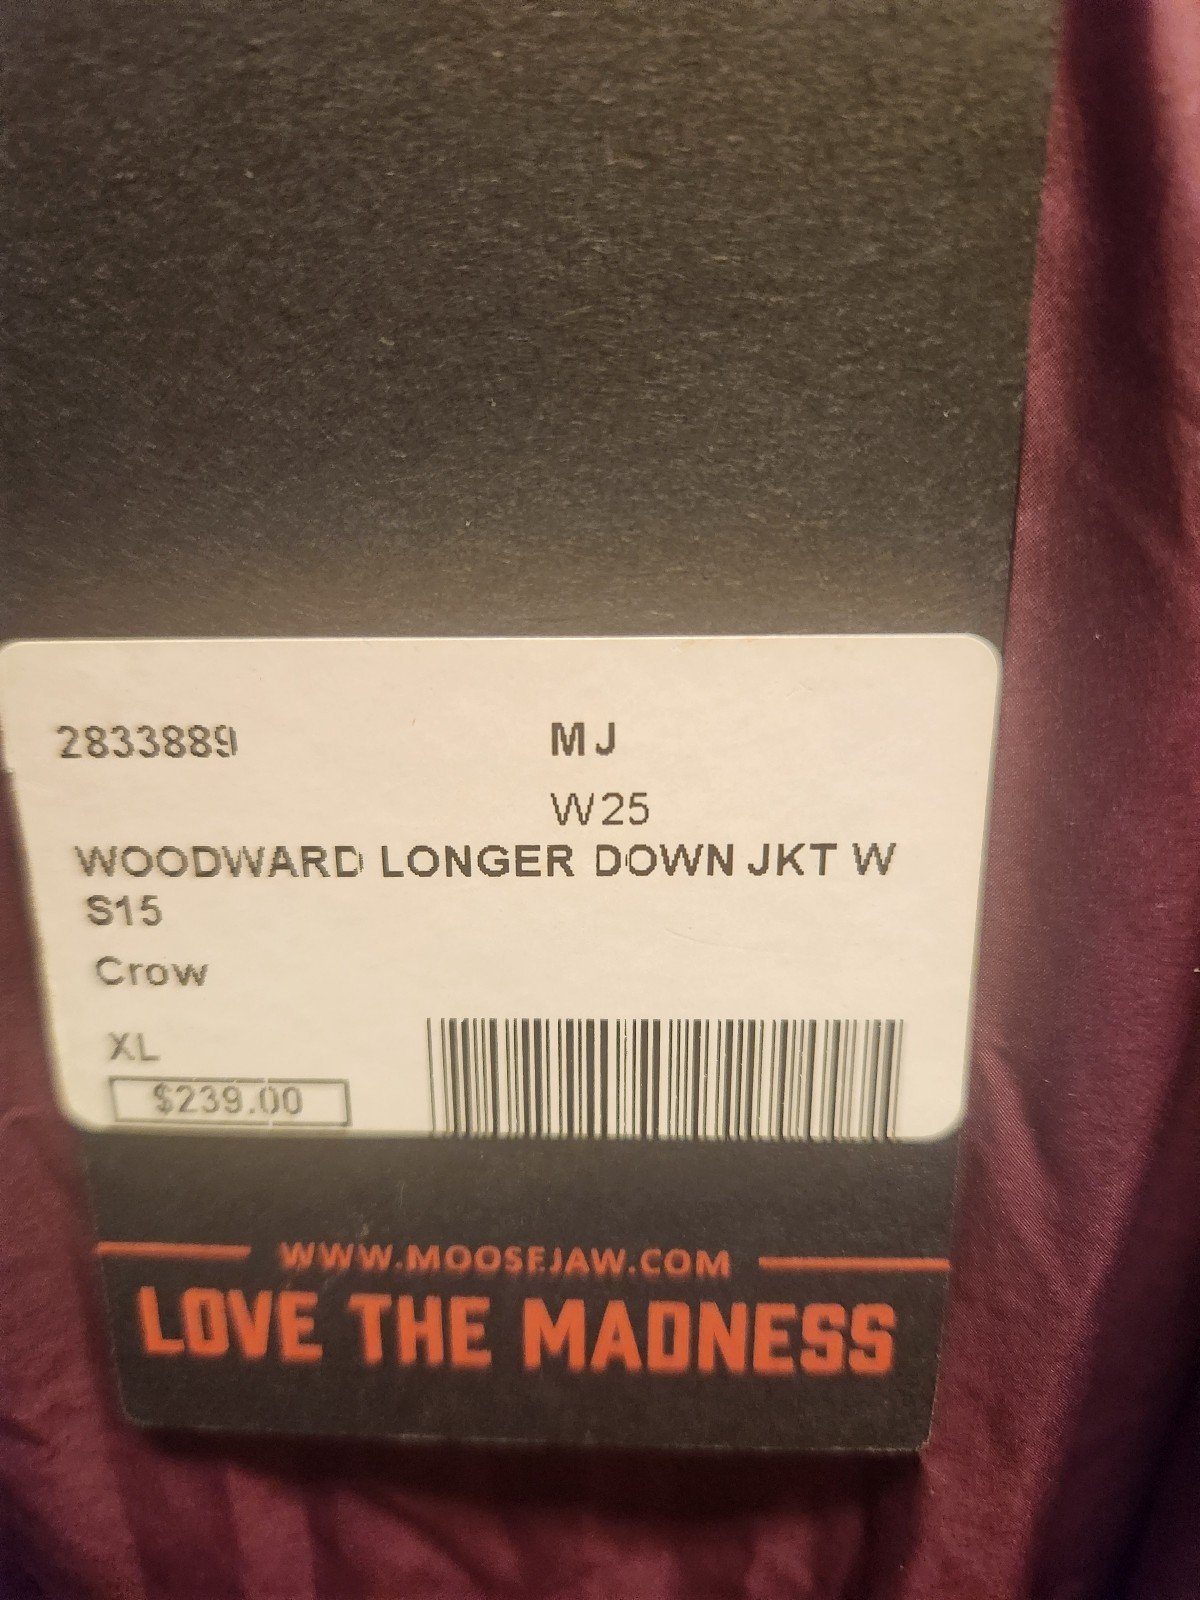 2833889
MJ
W25
WOODWARD LONGER DOWN JKT W
S15
Crow
XL
$239.00
WWW.MOOSEJAW.COM
LOVE THE MADNESS